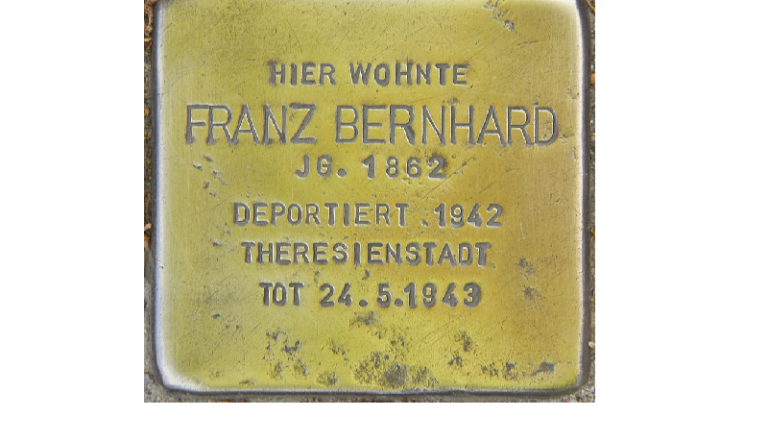 HIER WOHNTE
FRANZ BERNHARD
JG. 1862
DEPORTIERT 1942
THERESIENSTADT
TOT 24.5.1943